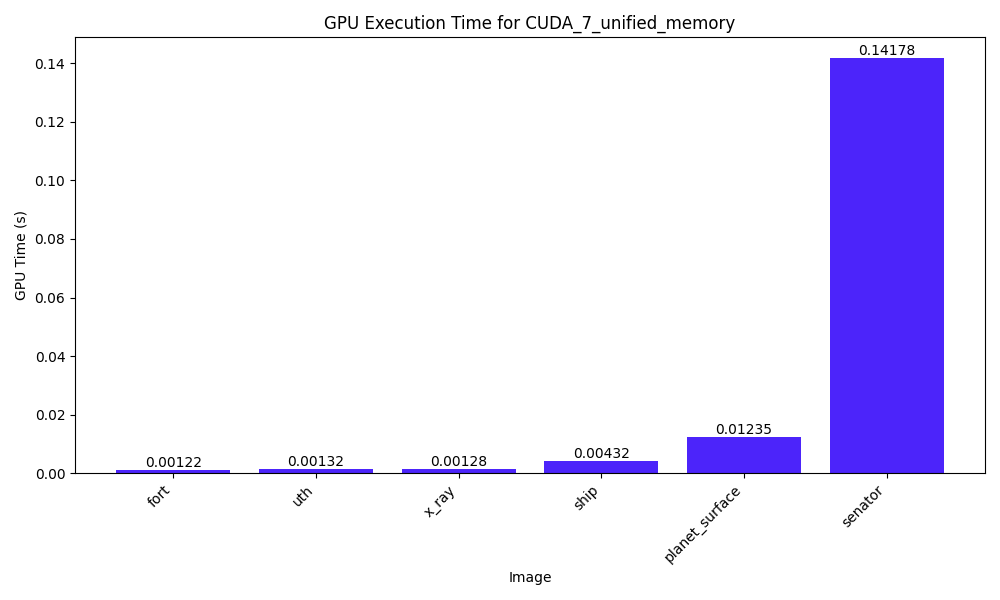 GPU Execution Time for CUDA_7_unified_memory
GPU Time (s)
0.14
0.12
0.10
0.08
0.06
0.04
0.02
0.00
0.00122
0.00132
0.00128
0.00432
0.01235
0.14178
fort
uth
x_ray
ship
planet_surface
senator
Image